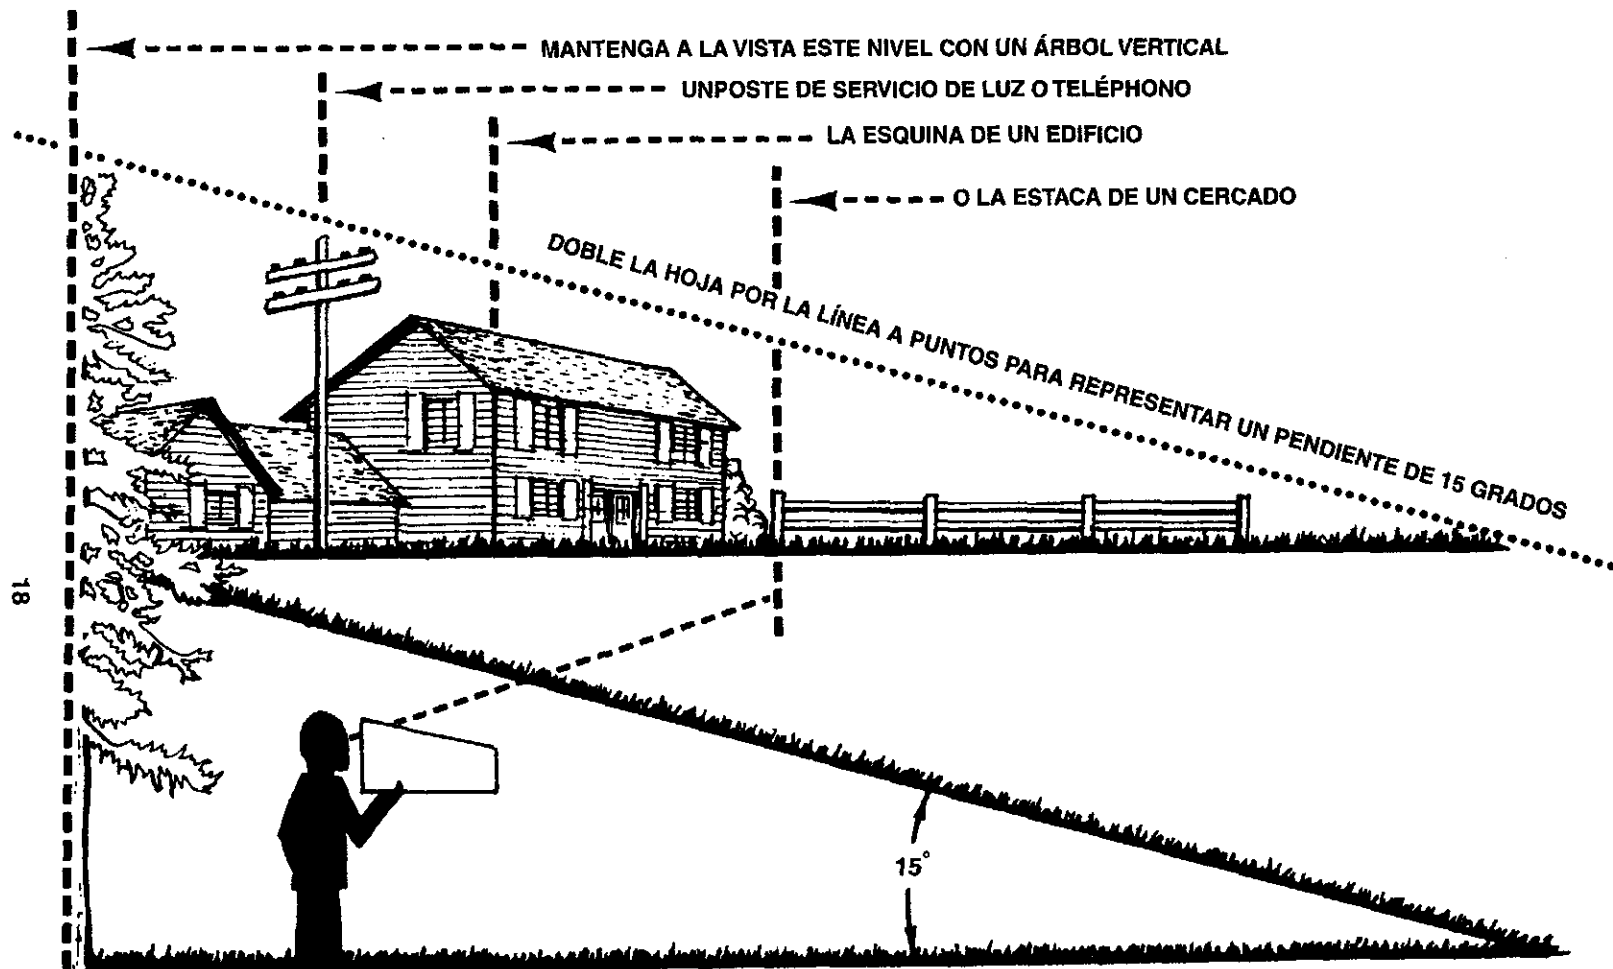 MANTENGA A LA VISTA ESTE NIVEL CON UN ÁRBOL VERTICAL
UNPOSTE DE SERVICIO DE LUZ O TELÉPHONO
LA ESQUINA DE UN EDIFICIO
O LA ESTACA DE UN CERCADO
DOBLE LA HOJA POR LA LÍNEA A PUNTOS PARA REPRESENTAR UN PENDIENTE DE 15 GRADOS
18
15°